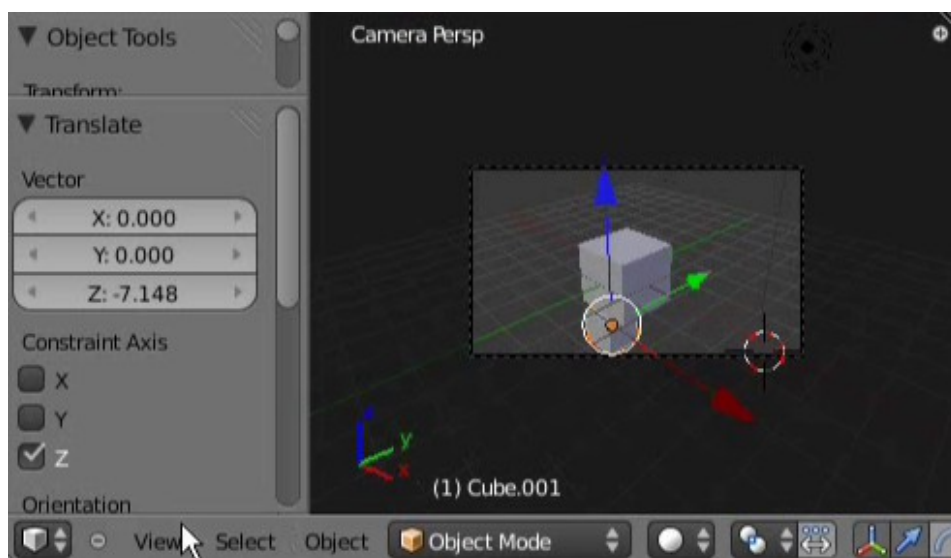 Object Tools
Transform:
Translate
Vector
X: 0.000
Y: 0.000
Z: -7.148
Constraint Axis
X
Y
Z
Orientation
Camera Persp
z
y
x
(1) Cube.001
View Select Object Object Mode